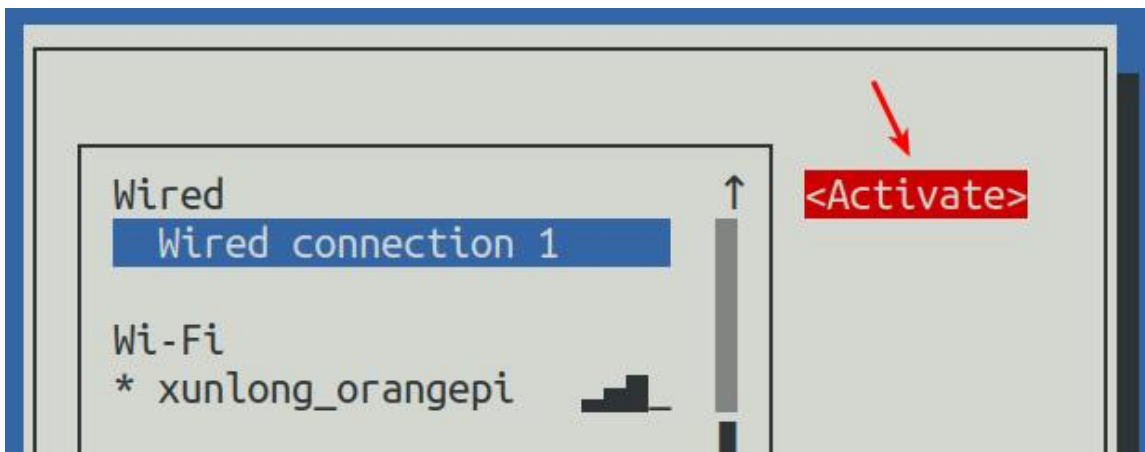 Wired
<Activate>
Wired connection 1
Wi-Fi
* xunlong_orangepi